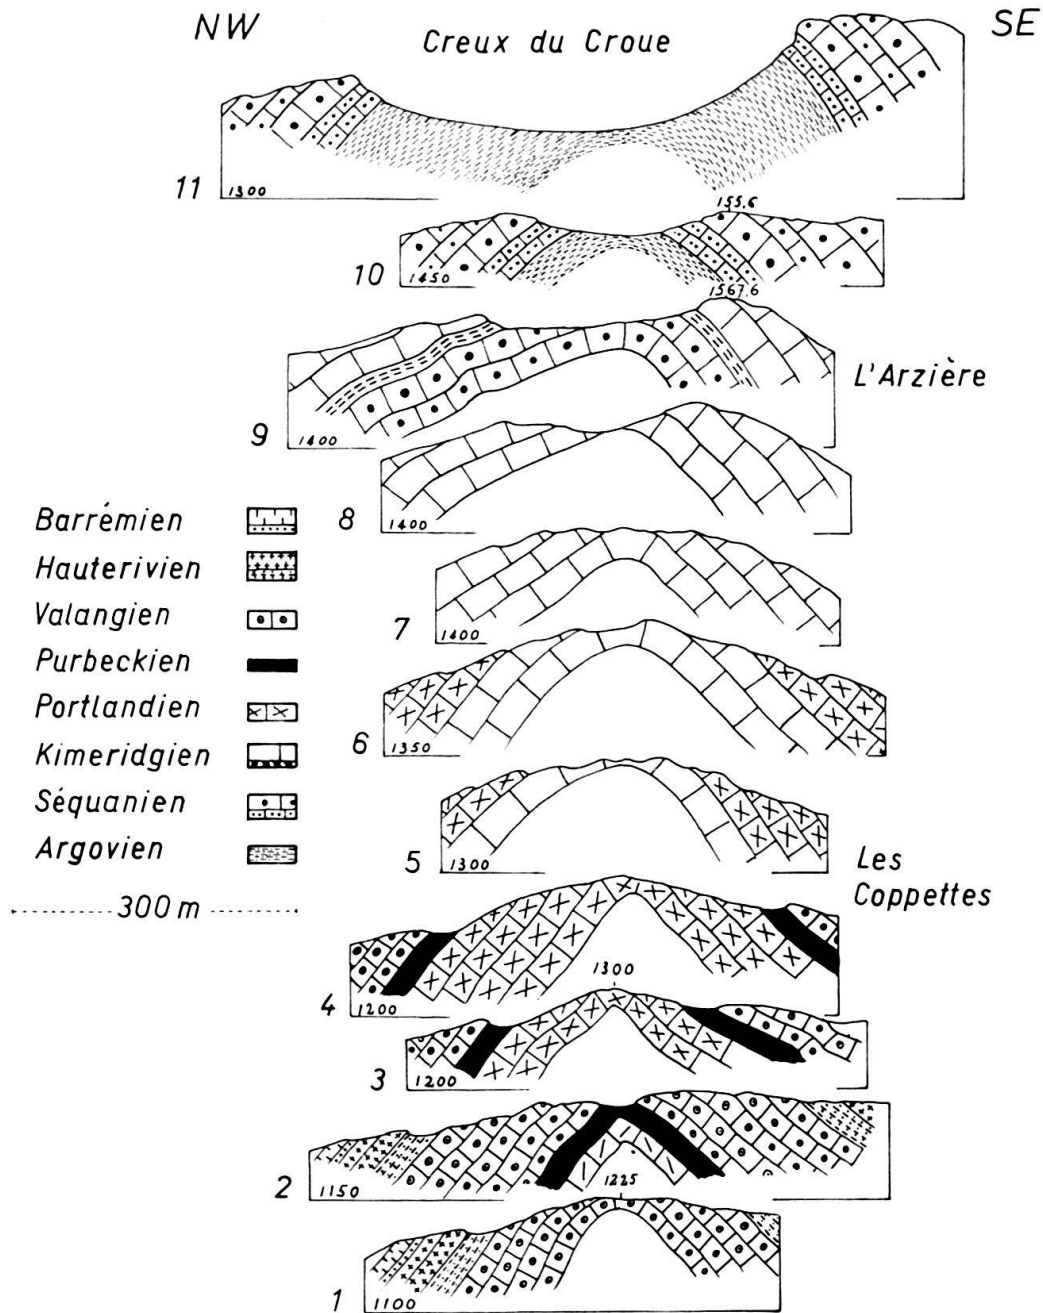 NW
Creux du Croue
SE
11
1300
155.6
10
1450
1567.6
L'Arzière
9
1400
8
1400
7
1400
6
1350
5
1300
Les
Coppettes
4
1200
1300
3
1200
2
1150
1225
1
1100
Barrémien
Hauterivien
Valangien
Purbeckien
Portlandien
Kimeridgien
Séquanien
Argovien
300 m